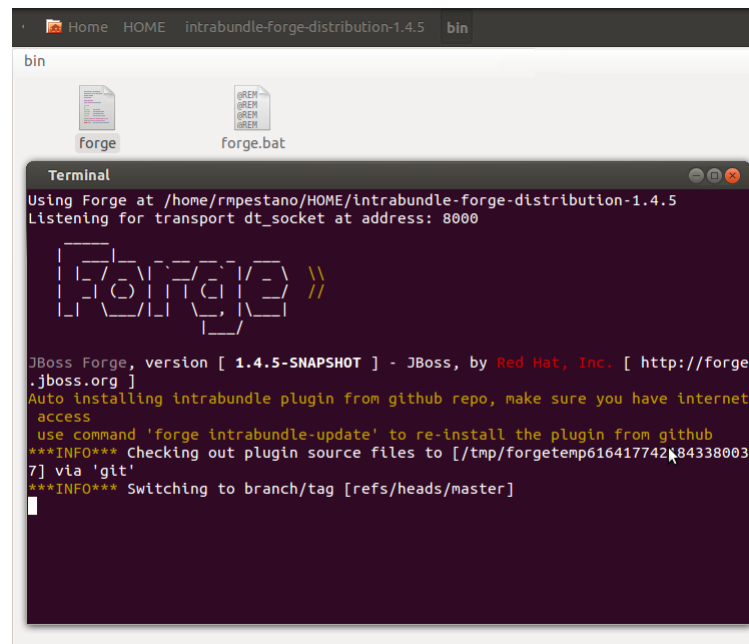 Home HOME intrabundle-forge-distribution-1.4.5 bin
bin
@REM
@REM
@REM
@REM
forge forge.bat
Terminal
Using Forge at /home/rmpestano/HOME/intrabundle-forge-distribution-1.4.5
Listening for transport dt_socket at address: 8000
Forge
JBoss Forge, version [ 1.4.5-SNAPSHOT ] - JBoss, by Red Hat, Inc. [ http://forge
.jboss.org ]
Auto installing intrabundle plugin from github repo, make sure you have internet
access
use command 'forge intrabundle-update' to re-install the plugin from github
***INFO*** Checking out plugin source files to
7] via 'git'
***INFO*** Switching to branch/tag [refs/heads/master]